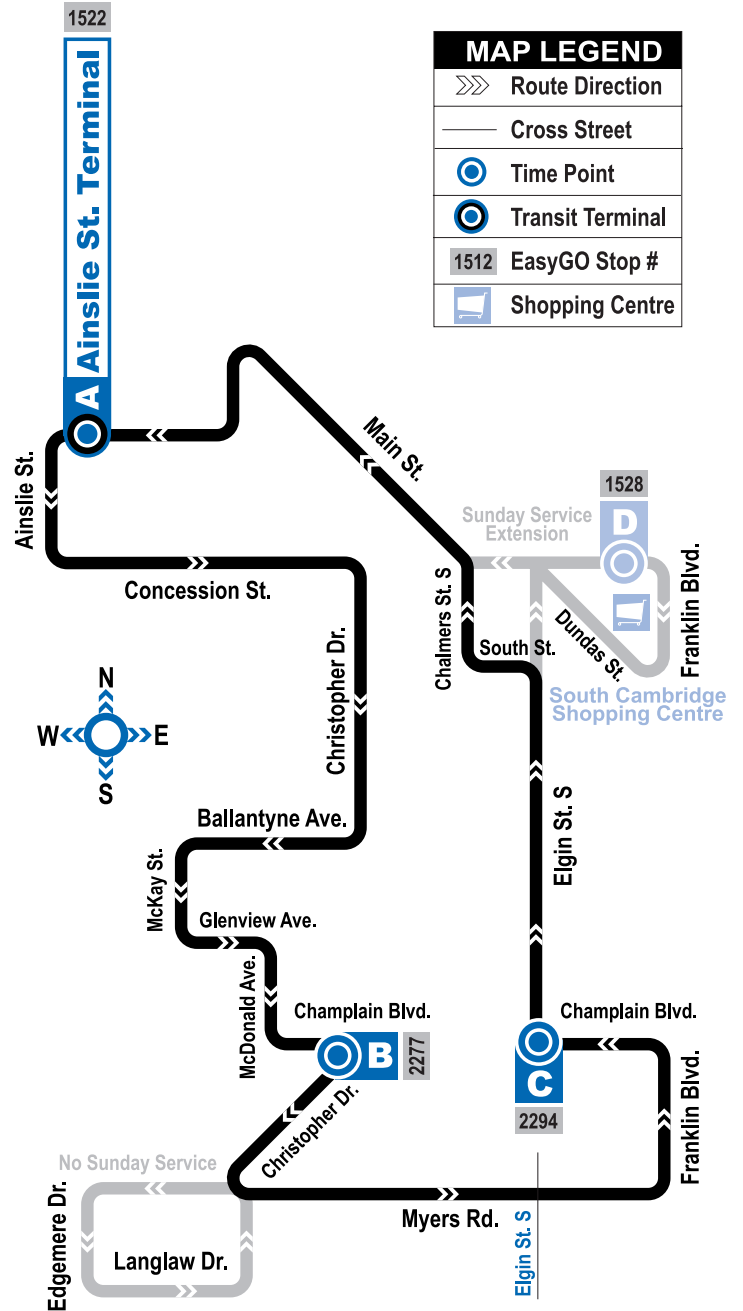 1522
A Ainslie St. Terminal
MAP LEGEND
Route Direction
Cross Street
Time Point
Transit Terminal
1512 EasyGO Stop #
Shopping Centre
Main St.
Ainslie St.
1528
Sunday Service
Extension
D
Concession St.
Chalmers St. S
Franklin Blvd.
Christopher Dr.
South St.
Dundas St.
South Cambridge
Shopping Centre
N
W
E
S
Elgin St. S
Ballantyne Ave.
McKay St.
Glenview Ave.
McDonald Ave.
Champlain Blvd.
Champlain Blvd.
B
2277
C
2294
Christopher Dr.
Franklin Blvd.
No Sunday Service
Edgemere Dr.
Myers Rd.
Langlaw Dr.
Elgin St. S